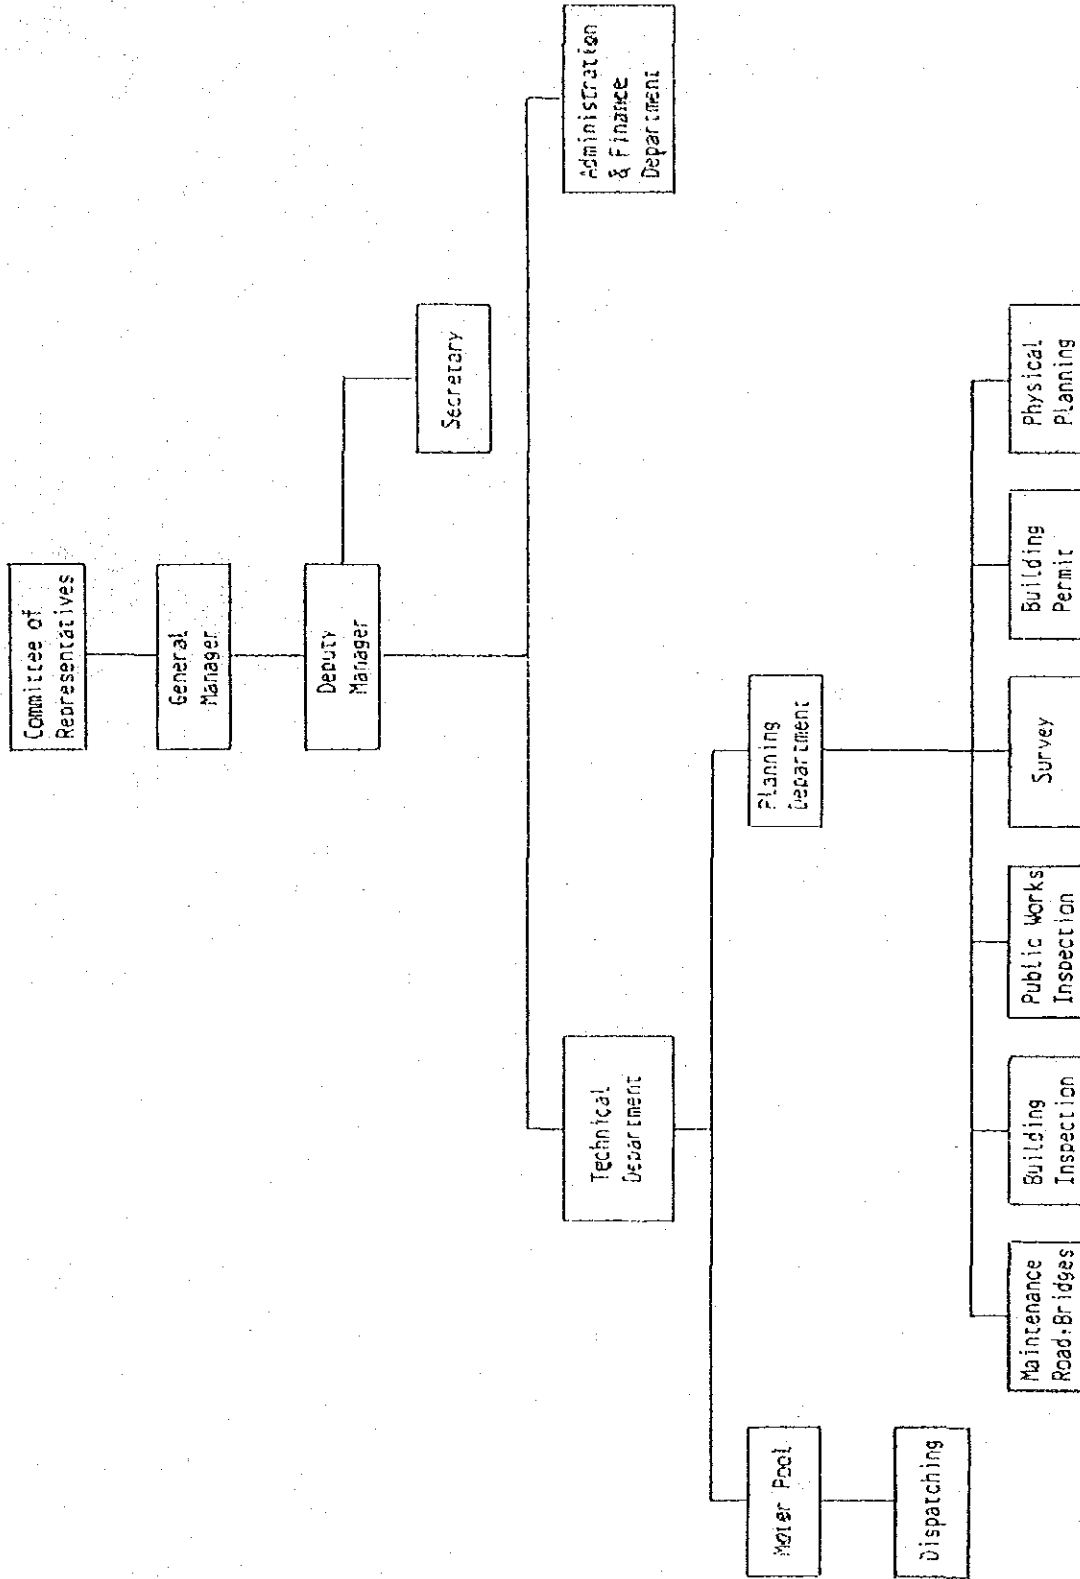 Committee of
Representatives
General
Manager
Deputy
Manager
Secretary
Technical
Department
Administration
& Finance
Department
Moter Pool
Planning
Department
Dispatching
Maintenance
Road·Bridges
Building
Inspection
Public Works
Inspection
Survey
Building
Permit
Physical
Planning